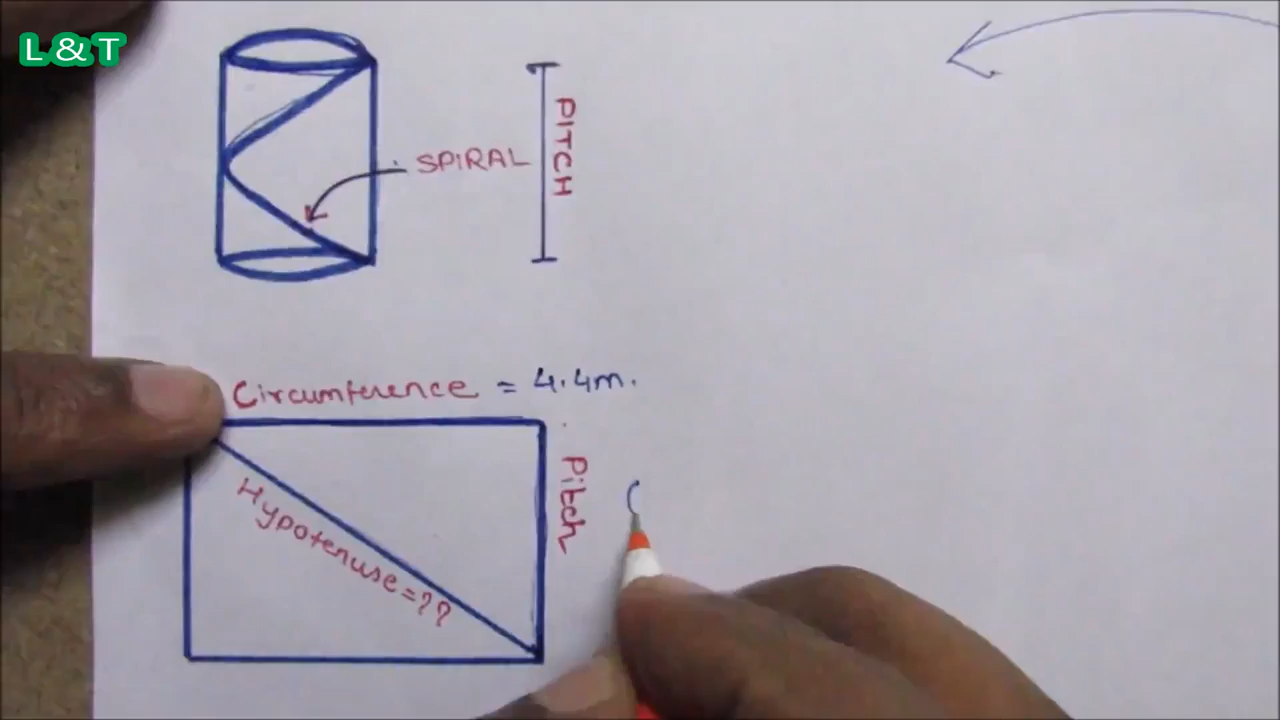 L & T
PITCH
SPIRAL
Circumference = 4.4m.
Pitch
Hypotenuse=??